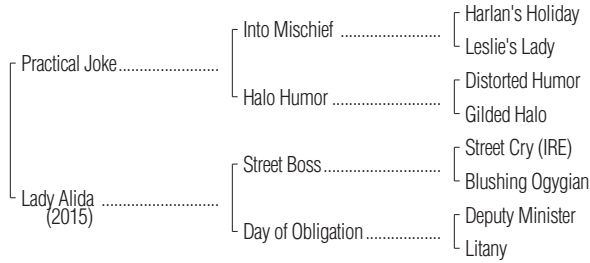 Harlan's Holiday
Into Mischief ....................
Leslie's Lady
Practical Joke....................
Distorted Humor
Halo Humor ....................
Gilded Halo
Street Cry (IRE)
Street Boss....................
Blushing Ogygian
Lady Alida ....................
(2015)
Deputy Minister
Day of Obligation..............
Litany